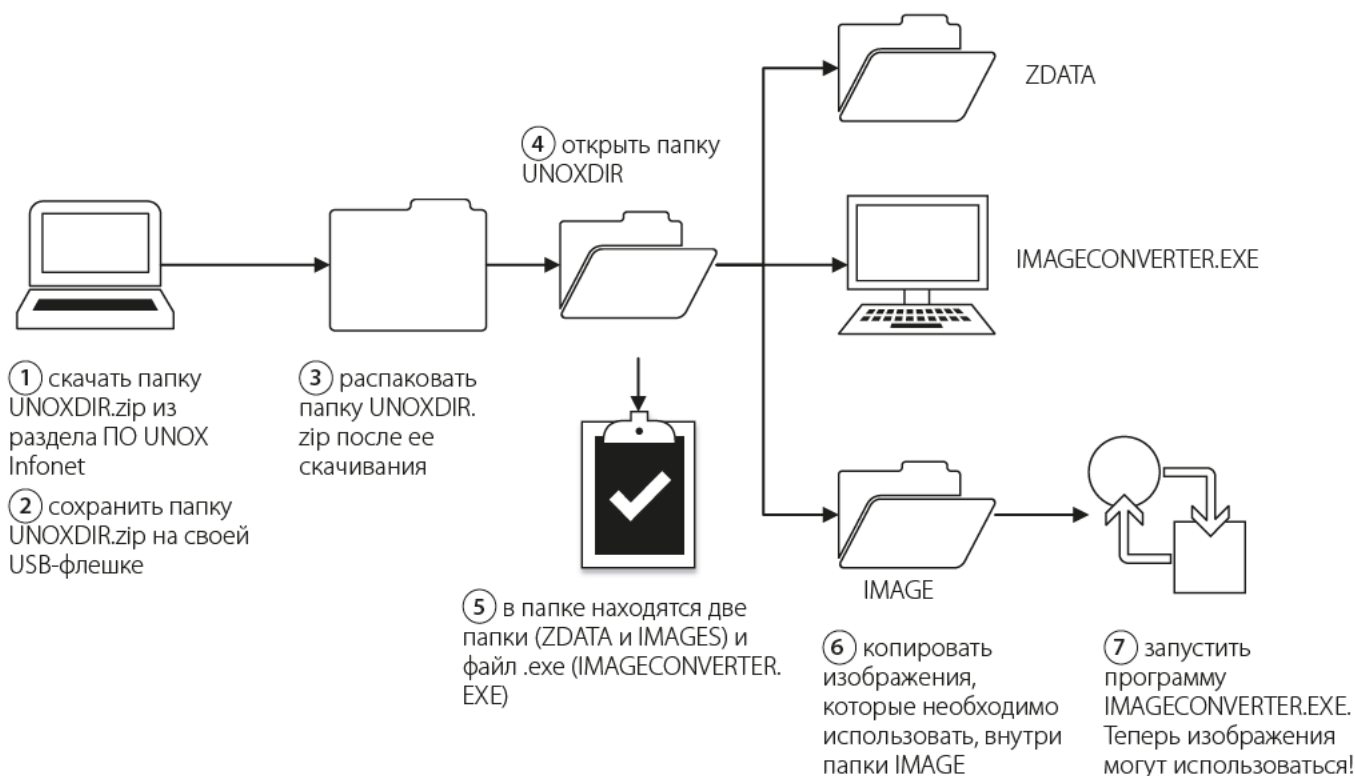 ZDATA
④ открыть папку
UNOXDIR
IMAGECONVERTER.EXE
① скачать папку
UNOXDIR.zip из
раздела ПО UNOX
Infonet
② сохранить папку
UNOXDIR.zip на своей
USB-флешке
③ распаковать
папку UNOXDIR.
zip после ее
скачивания
⑤ в папке находятся две
папки (ZDATA и IMAGES) и
файл .exe (IMAGECONVERTER.
EXE)
IMAGE
⑥ копировать
изображения,
которые необходимо
использовать, внутри
папки IMAGE
⑦ запустить
программу
IMAGECONVERTER.EXE.
Теперь изображения
могут использоваться!